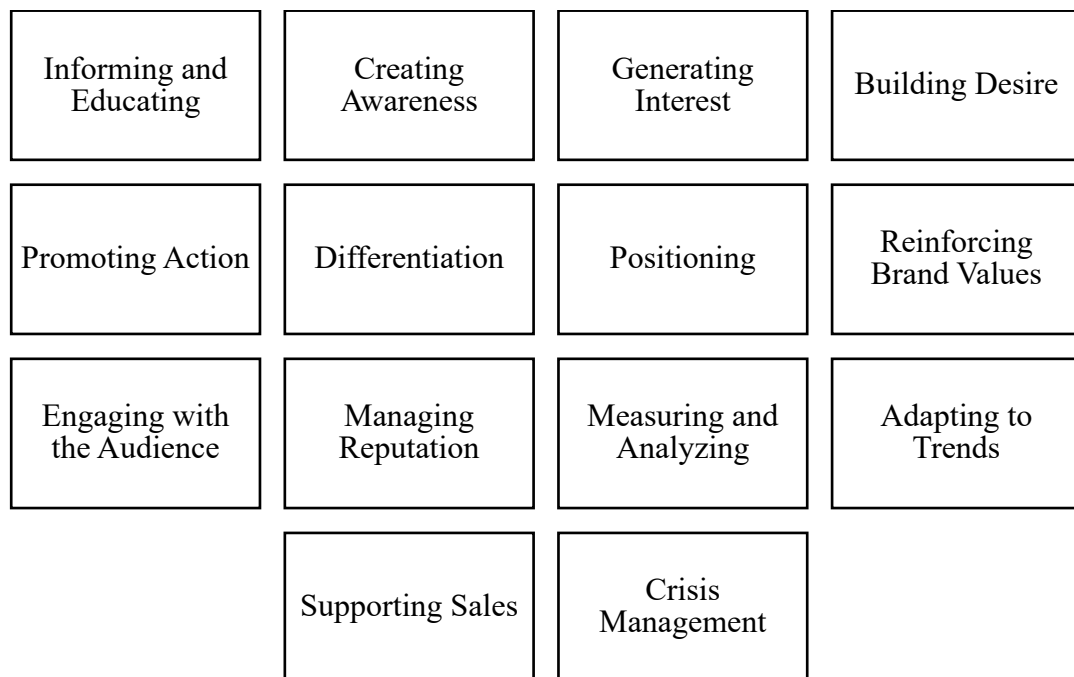 Informing and
Educating
Creating
Awareness
Generating
Interest
Building Desire
Promoting Action
Differentiation
Positioning
Reinforcing
Brand Values
Engaging with
the Audience
Managing
Reputation
Measuring and
Analyzing
Adapting to
Trends
Supporting Sales
Crisis
Management